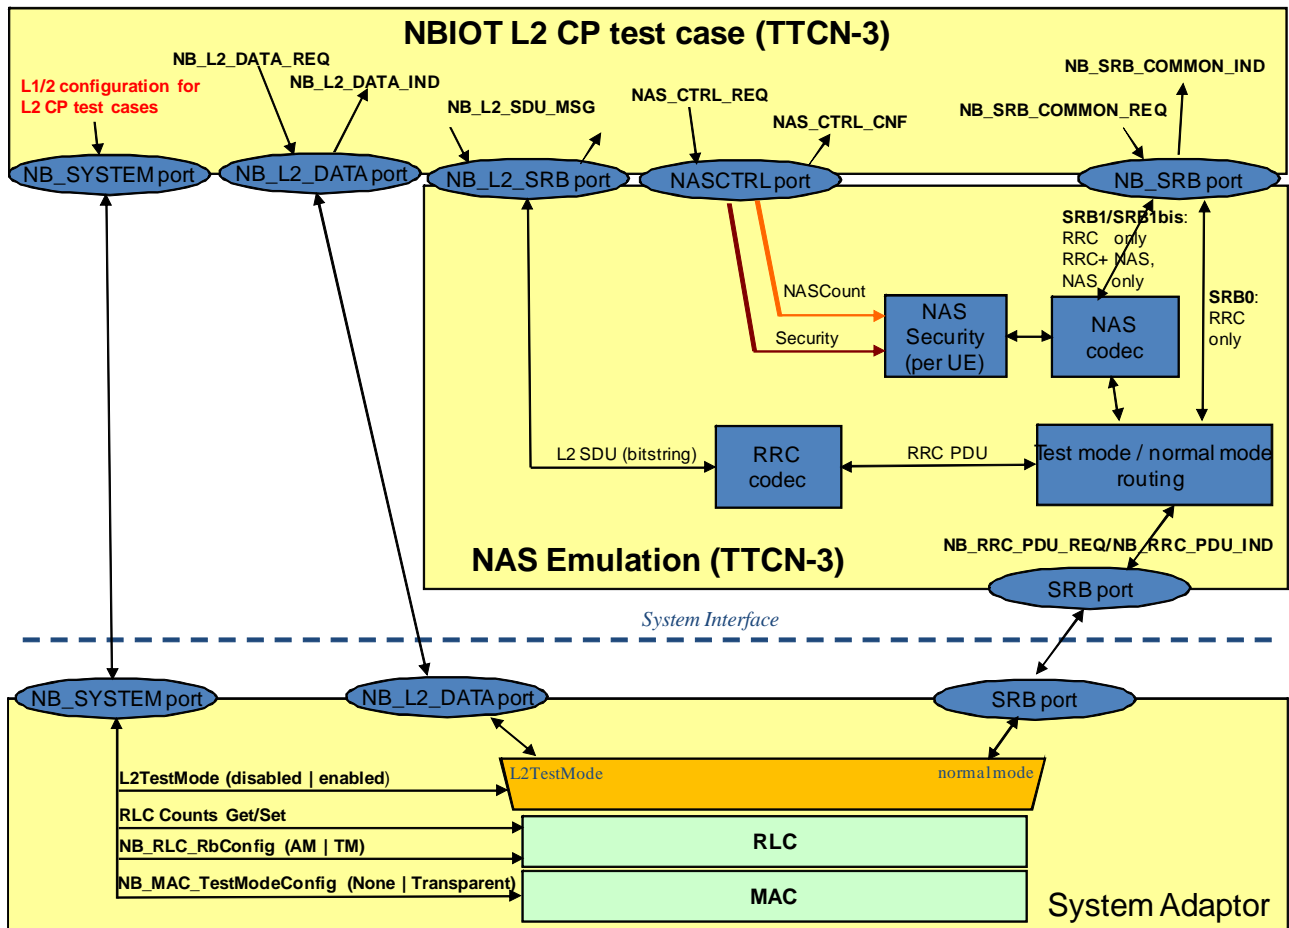 NBIOT L2 CP test case (TTCN-3)
NB_L2_DATA_REQ
NB_L2_DATA_IND
L1/2 configuration for
L2 CP test cases
NB_L2_SDU_MSG
NAS_CTRL_REQ
NAS_CTRL_CNF
NB_SRB_COMMON_IND
NB_SRB_COMMON_REQ
NB_SYSTEM port
NB_L2_DATA port
NB_L2_SRB port
NASCTRL port
NB_SRB port
SRB1/SRB1bis:
RRC only
RRC+ NAS,
NAS only
SRB0:
RRC
only
NASCount
Security
NAS
Security
(per UE)
NAS
codec
L2 SDU (bitstring)
RRC
codec
RRC PDU
Test mode / normal mode
routing
NB_RRC_PDU_REQ/NB_RRC_PDU_IND
NAS Emulation (TTCN-3)
SRB port
System Interface
NB_SYSTEM port
NB_L2_DATA port
SRB port
L2TestMode
normal mode
L2TestMode (disabled | enabled)
RLC Counts Get/Set
NB_RLC_RbConfig (AM | TM)
RLC
NB_MAC_TestModeConfig (None | Transparent)
MAC
System Adaptor